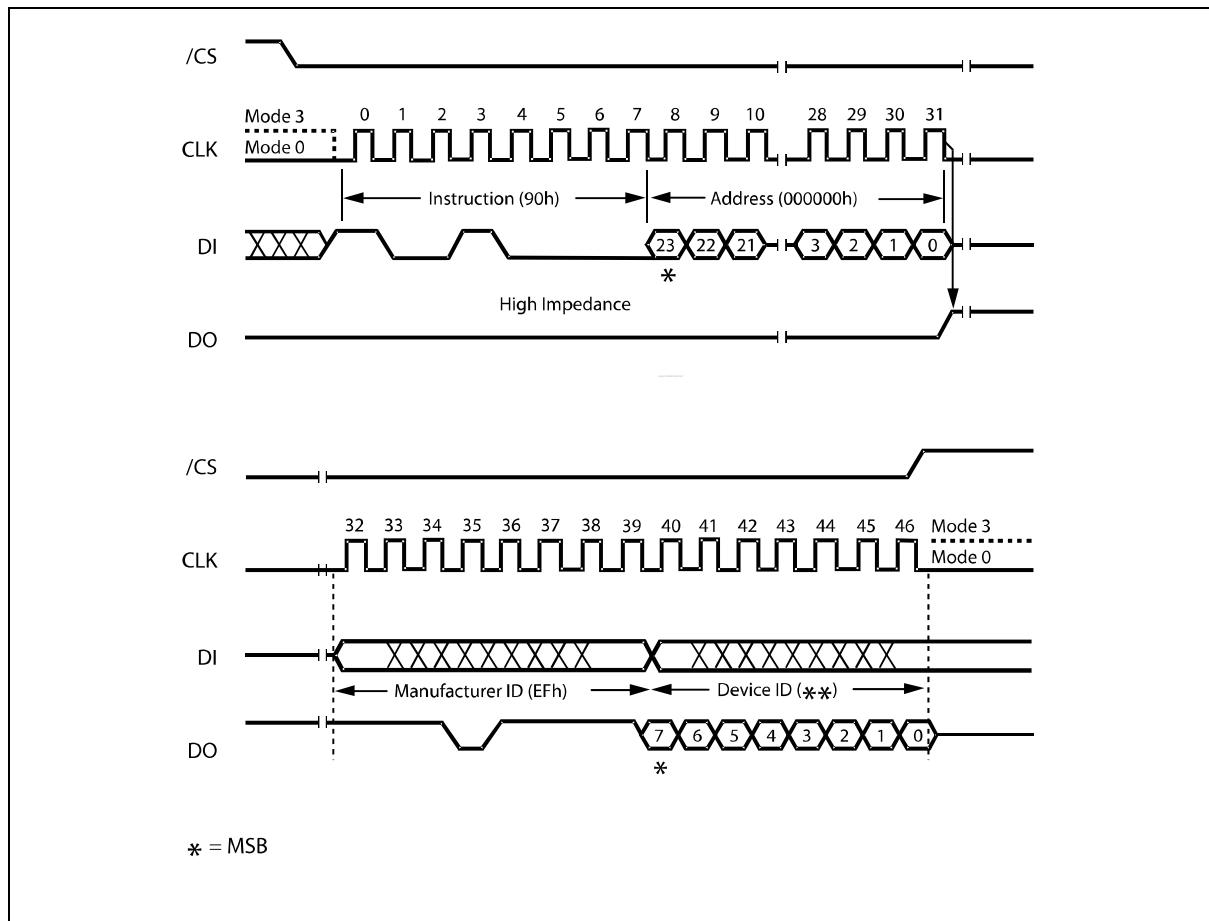 /CS
Mode 3
0 1 2 3 4 5 6 7 8 9 10 28 29 30 31
CLK
Mode 0
Instruction (90h)
Address (000000h)
DI
23 22 21 3 2 1 0
*
High Impedance
DO
/CS
32 33 34 35 36 37 38 39 40 41 42 43 44 45 46
Mode 3
CLK
Mode 0
DI
Manufacturer ID (EFh)
Device ID (**)
DO
7 6 5 4 3 2 1 0
*
* = MSB